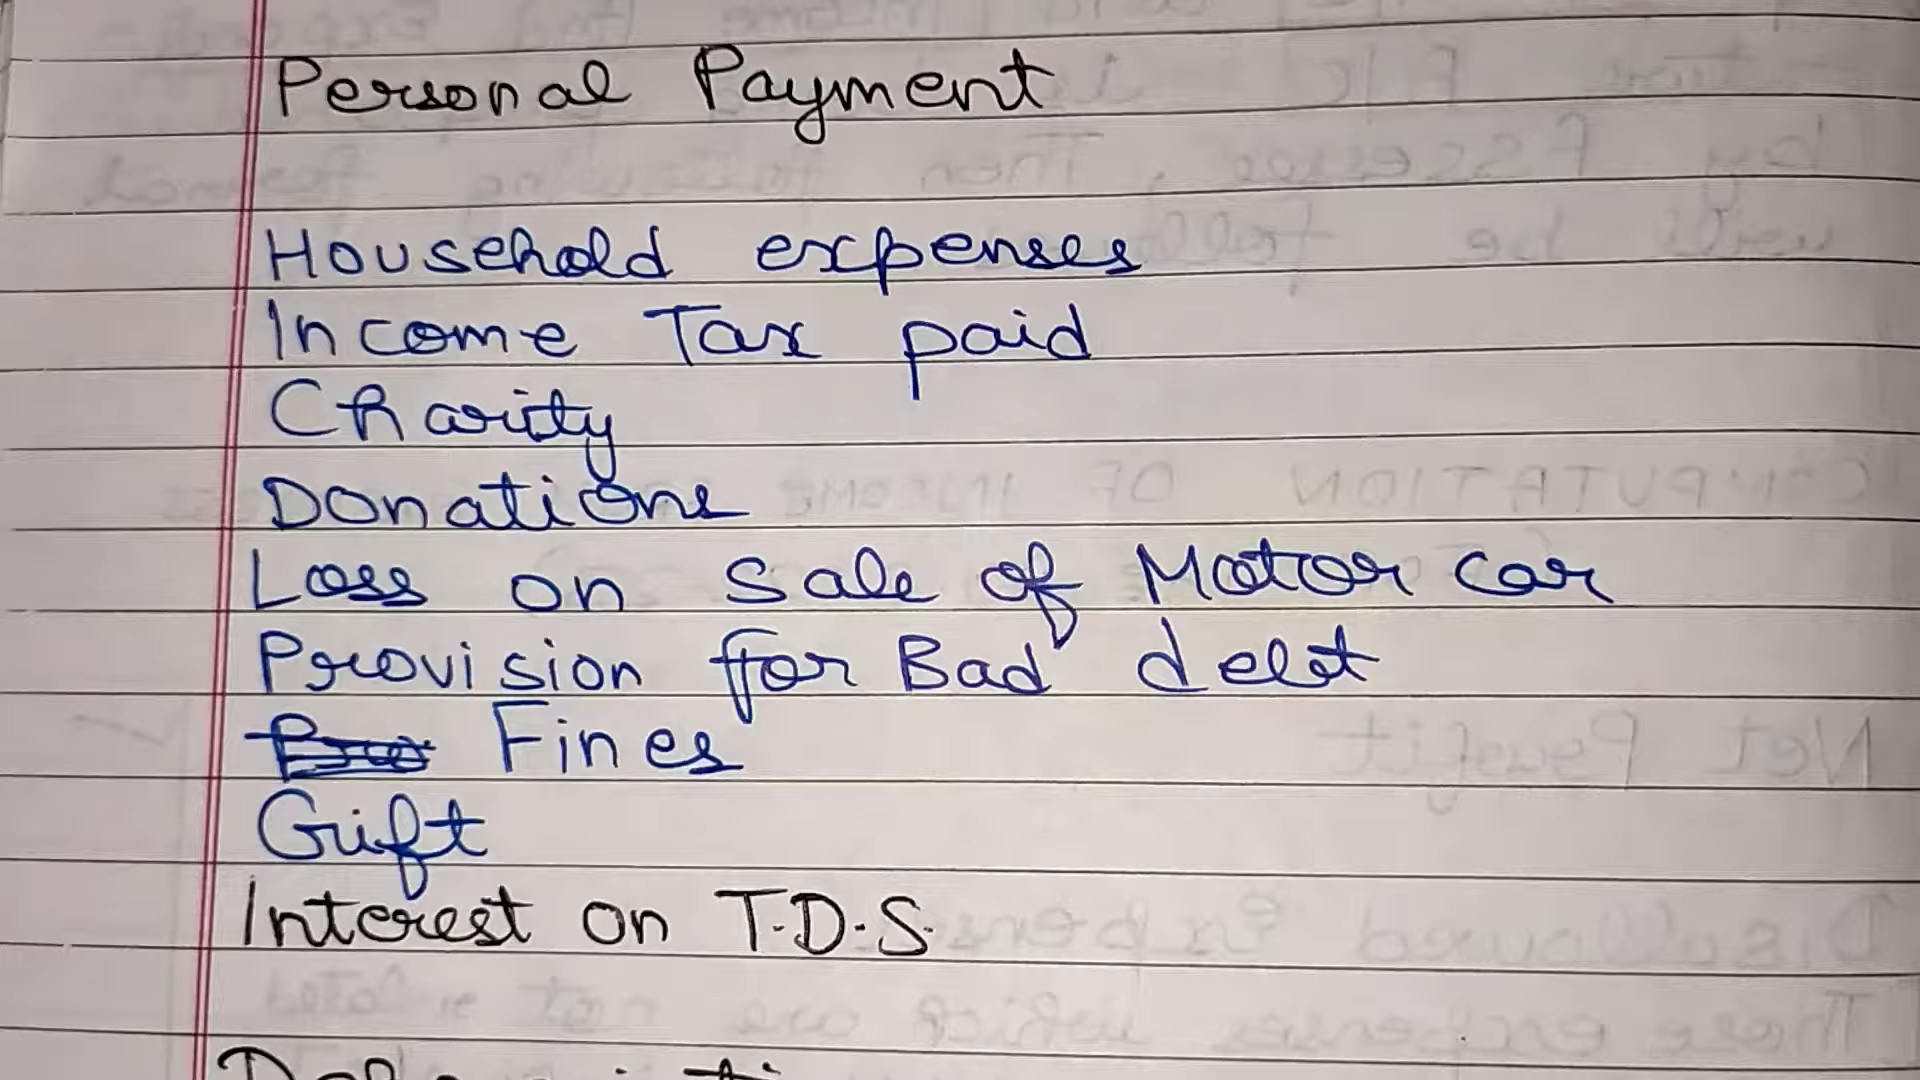 Personal Payment
Household expenses
Income Tax paid
Charity
Donations
Loss on Sale of Motor car
Provision for Bad debt
Fines
Gift
Interest on T.D.S.